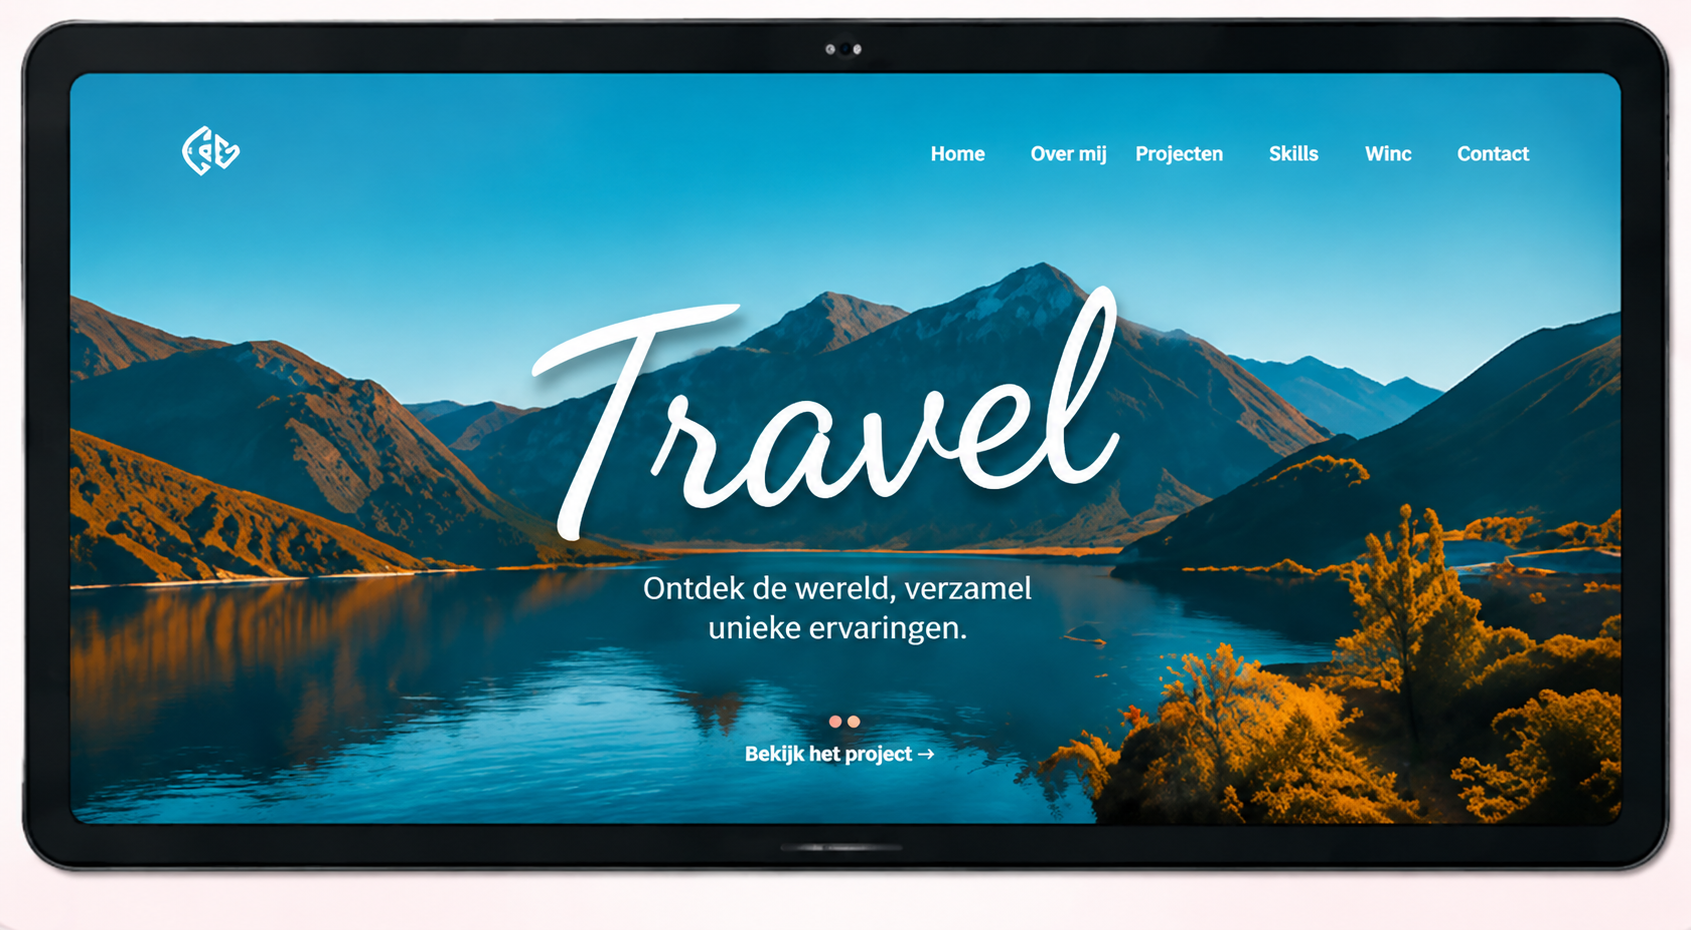 Home Over mij Projecten Skills Winc Contact
Travel
Ontdek de wereld, verzamel
unieke ervaringen.
Bekijk het project →